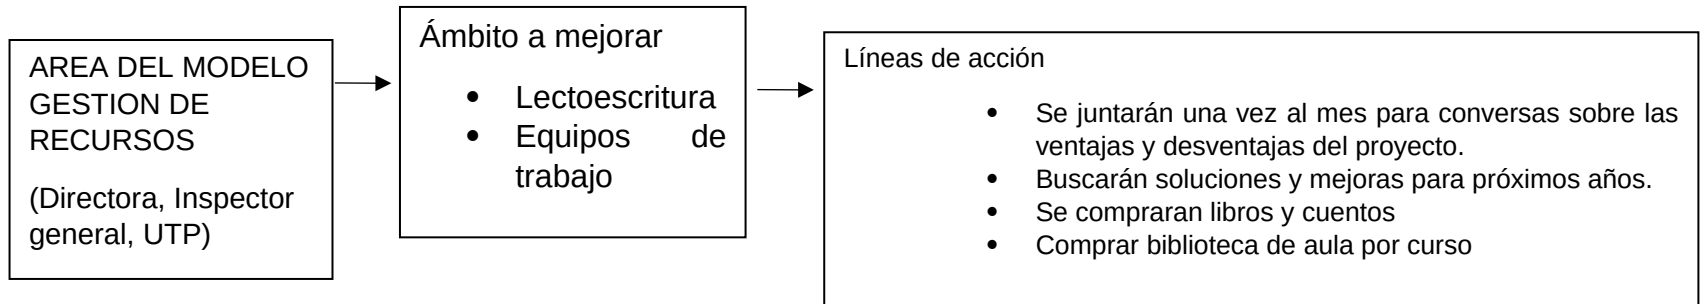 AREA DEL MODELO
GESTION DE
RECURSOS
(Directora, Inspector
general, UTP)
Ámbito a mejorar
• Lectoescritura
• Equipos de
trabajo
Líneas de acción
• Se juntarán una vez al mes para conversas sobre las
ventajas y desventajas del proyecto.
• Buscarán soluciones y mejoras para próximos años.
• Se compraran libros y cuentos
• Comprar biblioteca de aula por curso